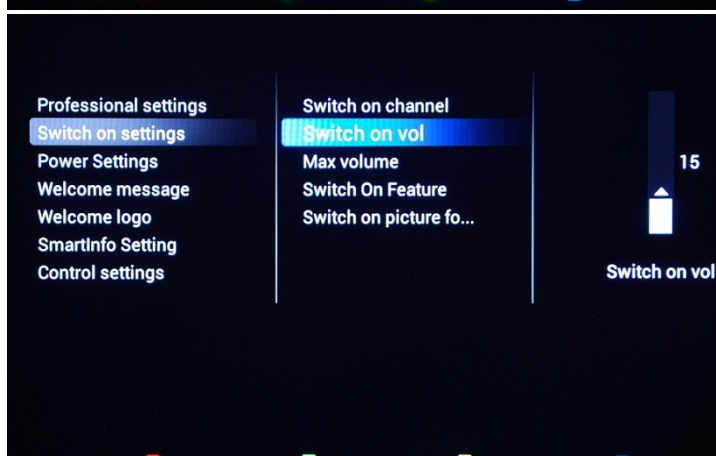 Professional settings
Switch on settings
Power Settings
Welcome message
Welcome logo
SmartInfo Setting
Control settings
Switch on channel
Switch on vol
Max volume
Switch On Feature
Switch on picture fo...
15
Switch on vol